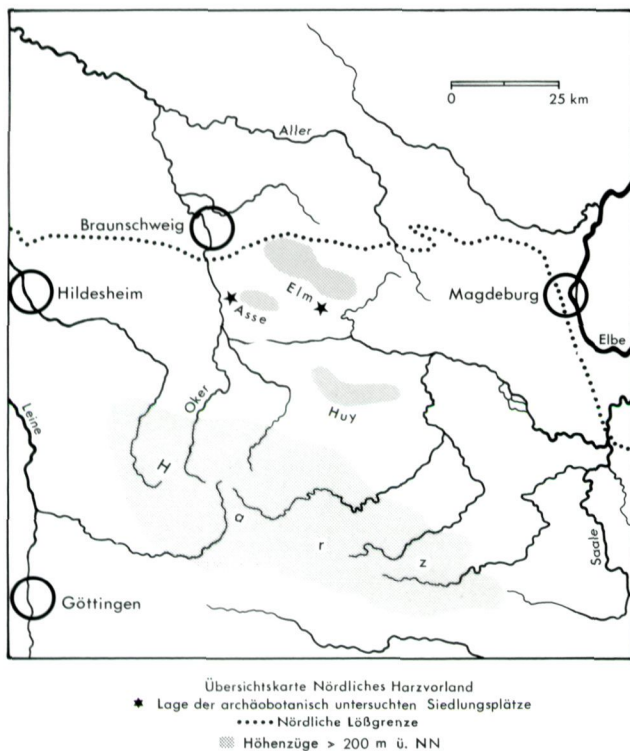 Aller
0 25 km
Braunschweig
Hildesheim
Elm
Asse
Magdeburg
Elbe
Oker
Huy
Leine
H a r z
Saale
Göttingen
Übersichtskarte Nördliches Harzvorland
★ Lage der archäobotanisch untersuchten Siedlungsplätze
•••••• Nördliche Lößgrenze
Höhenzüge > 200 m ü. NN